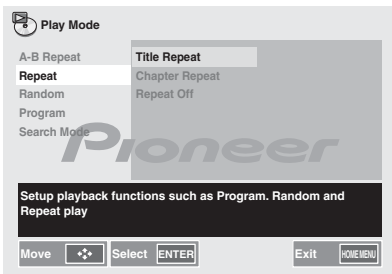 Play Mode
A-B Repeat
Repeat
Random
Program
Search Mode
Title Repeat
Chapter Repeat
Repeat Off
Pioneer
Setup playback functions such as Program. Random and
Repeat play
Move Select ENTER Exit HOME MENU